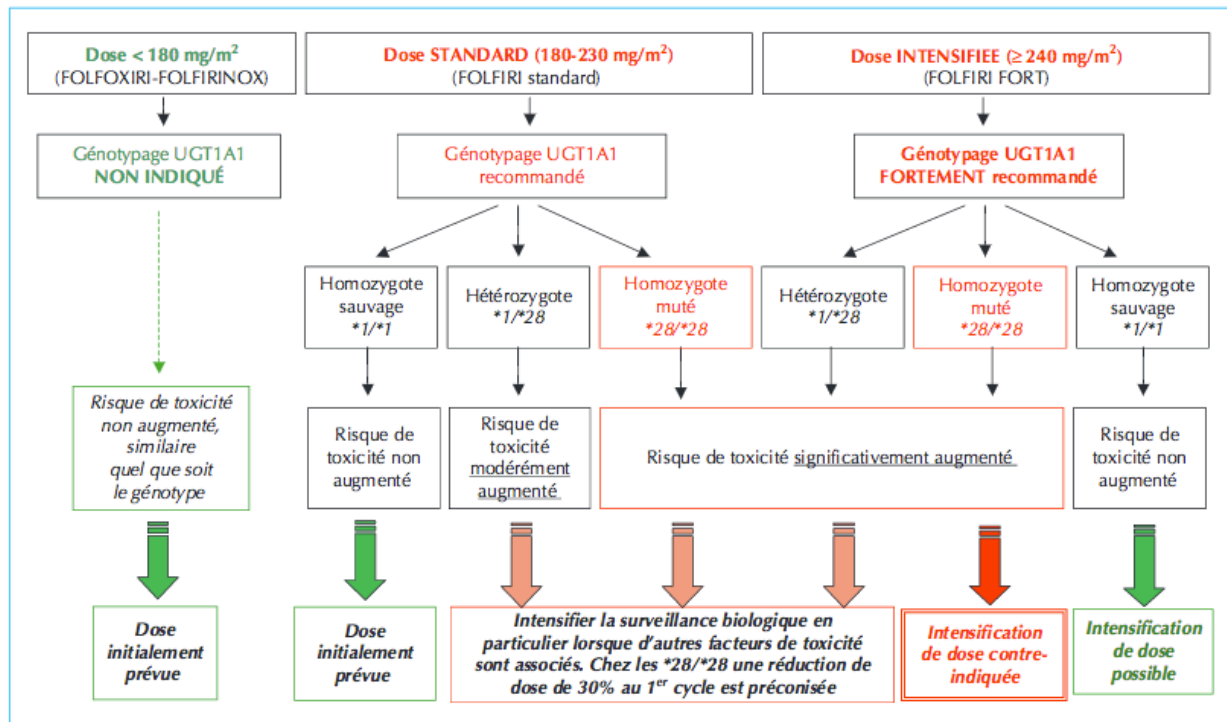 Dose < 180 mg/m²
(FOLFOXIRI-FOLFIRINOX)
Dose STANDARD (180-230 mg/m²)
(FOLFIRI standard)
Dose INTENSIFIEE (≥ 240 mg/m²)
(FOLFIRI FORT)
Génotypage UGT1A1
NON INDIQUÉ
Génotypage UGT1A1
recommandé
Génotypage UGT1A1
FORTEMENT recommandé
Homozygote
sauvage
*1/*1
Hétérozygote
*1/*28
Homozygote
muté
*28/*28
Hétérozygote
*1/*28
Homozygote
muté
*28/*28
Homozygote
sauvage
*1/*1
Risque de toxicité
non augmenté,
similaire
quel que soit
le génotype
Risque de
toxicité non
augmenté
Risque de
toxicité
modérément
augmenté
Risque de toxicité significativement augmenté
Risque de
toxicité non
augmenté
Dose
initialement
prévue
Dose
initialement
prévue
Intensifier la surveillance biologique en
particulier lorsque d'autres facteurs de toxicité
sont associés. Chez les *28/*28 une réduction de
dose de 30% au 1er cycle est préconisée
Intensification
de dose contre-
indiquée
Intensification
de dose
possible